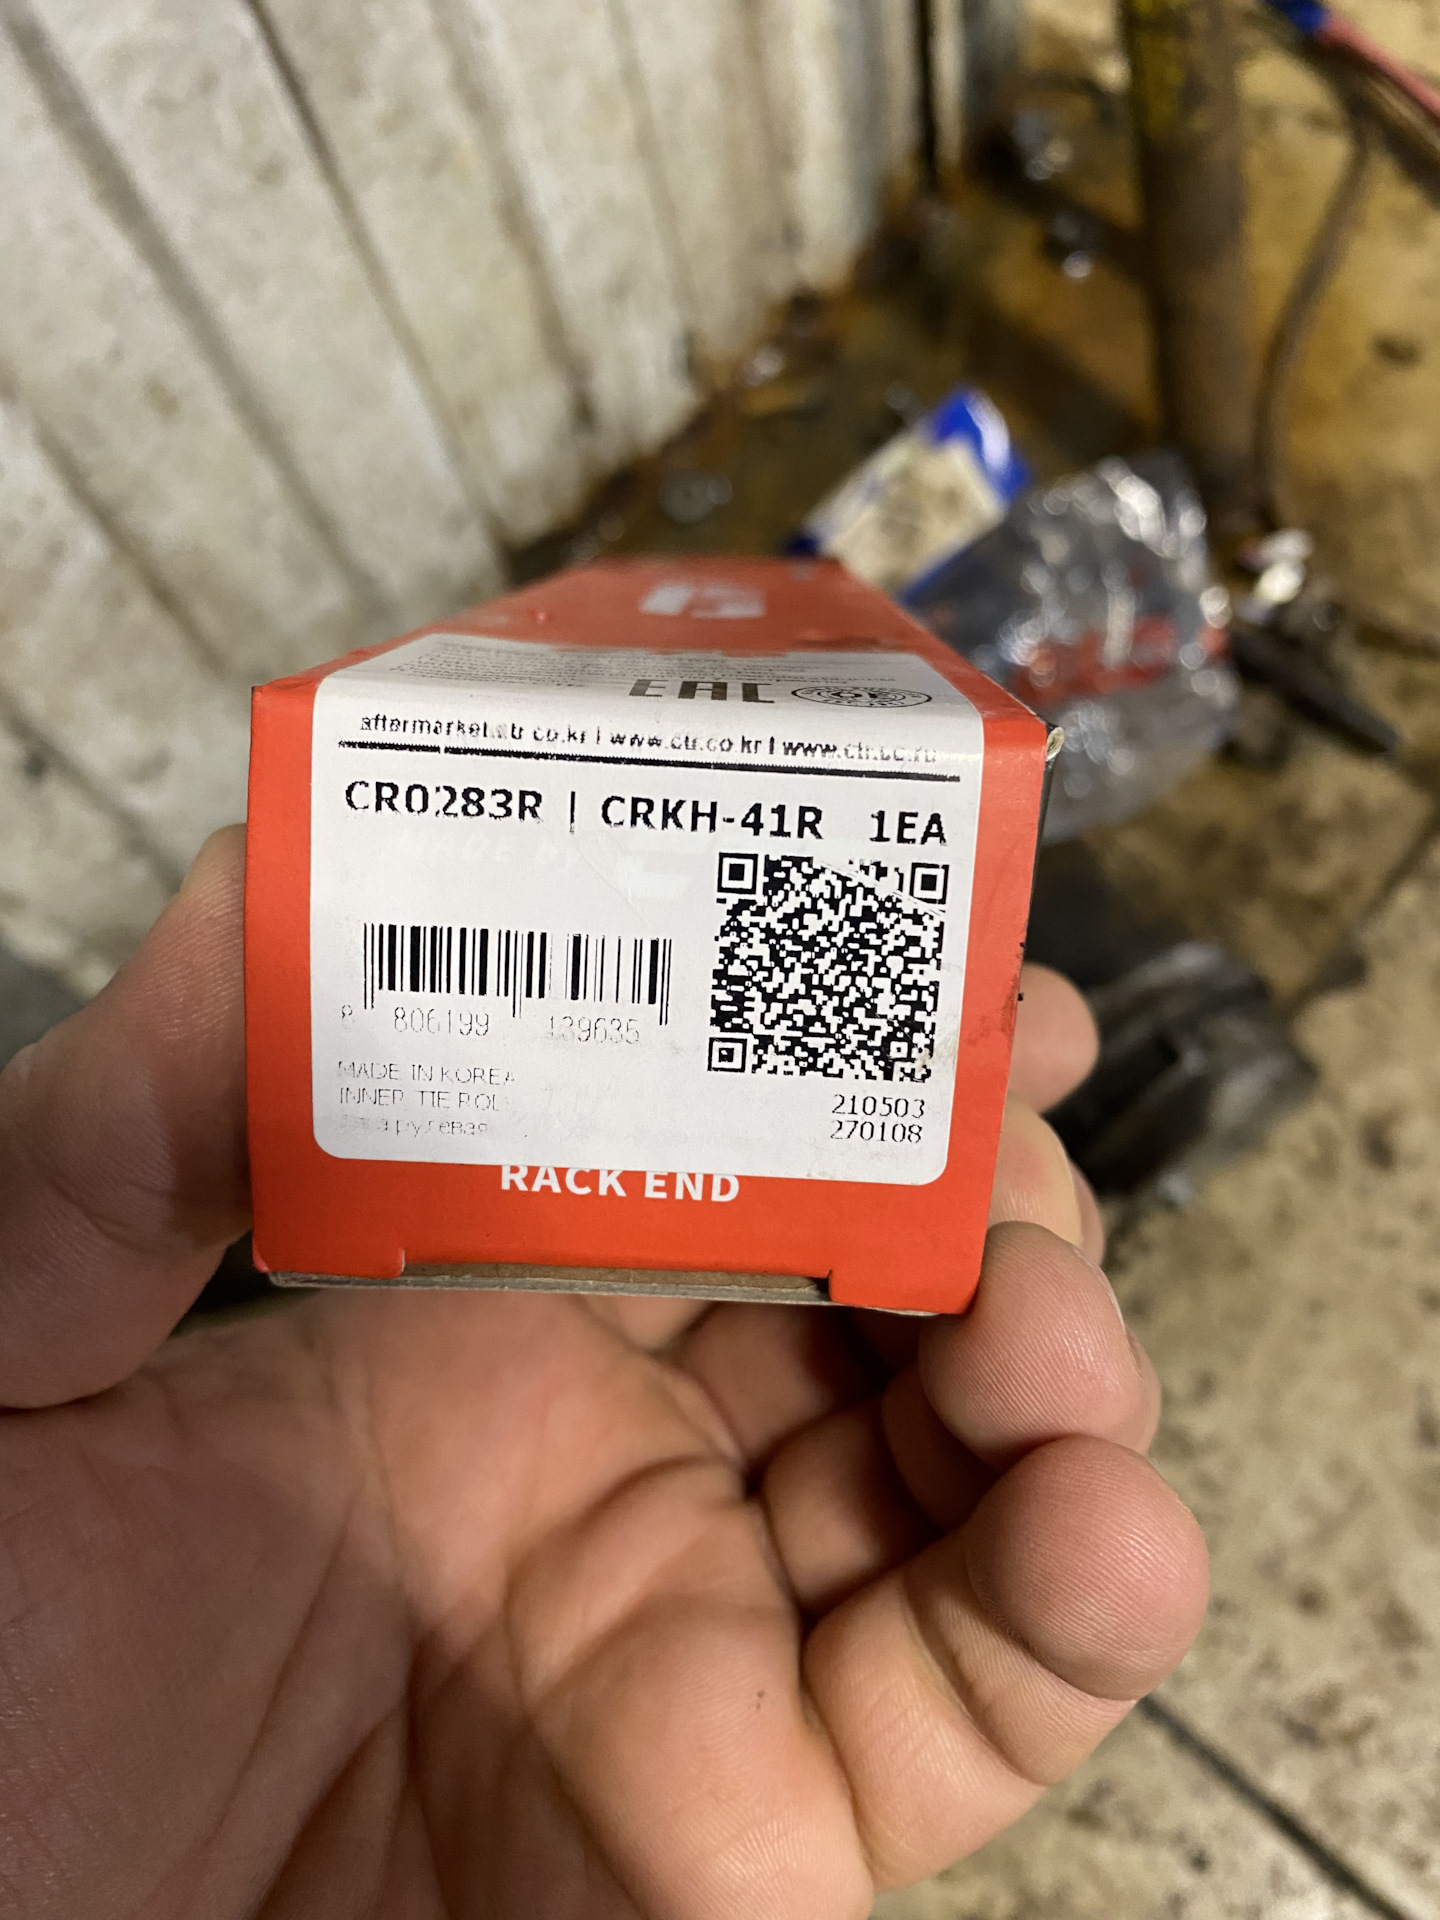 EAC
aftermarket.ctr.co.kr | www.ctr.co.kr | www.ctr.co.ru
CR0283R | CRKH-41R 1EA
8 806199 439635
MADE IN KOREA
INNER TIE ROD
210503
270108
RACK END